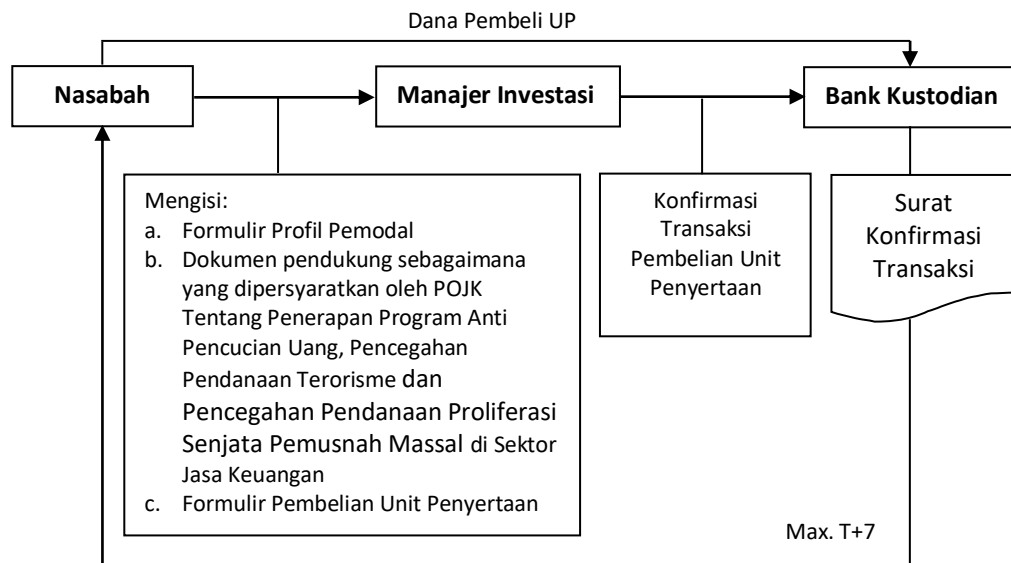 Dana Pembeli UP
Nasabah
Manajer Investasi
Bank Kustodian
Mengisi:
a. Formulir Profil Pemodal
b. Dokumen pendukung sebagaimana
yang dipersyaratkan oleh POJK
Tentang Penerapan Program Anti
Pencucian Uang, Pencegahan
Pendanaan Terorisme dan
Pencegahan Pendanaan Proliferasi
Senjata Pemusnah Massal di Sektor
Jasa Keuangan
c. Formulir Pembelian Unit Penyertaan
Konfirmasi
Transaksi
Pembelian Unit
Penyertaan
Surat
Konfirmasi
Transaksi
Max. T+7